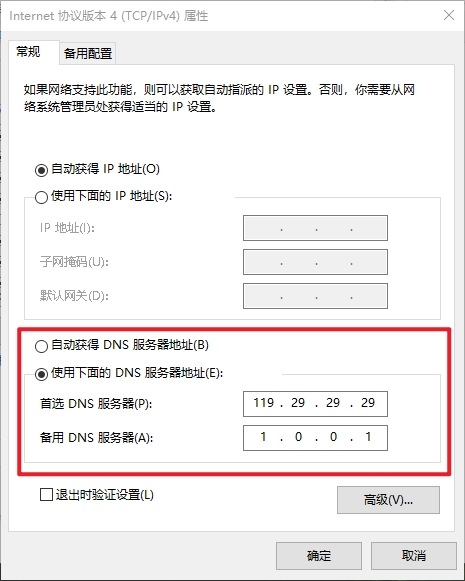 Internet 协议版本 4 (TCP/IPv4) 属性
常规
备用配置
如果网络支持此功能，则可以获取自动指派的 IP 设置。否则，你需要从网
络系统管理员处获得适当的 IP 设置。
自动获得 IP 地址(O)
使用下面的 IP 地址(S):
IP 地址(I):
. . .
子网掩码(U):
. . .
默认网关(D):
. . .
自动获得 DNS 服务器地址(B)
使用下面的 DNS 服务器地址(E):
首选 DNS 服务器(P):
119 . 29 . 29 . 29
备用 DNS 服务器(A):
1 . 0 . 0 . 1
退出时验证设置(L)
高级(V)...
确定
取消